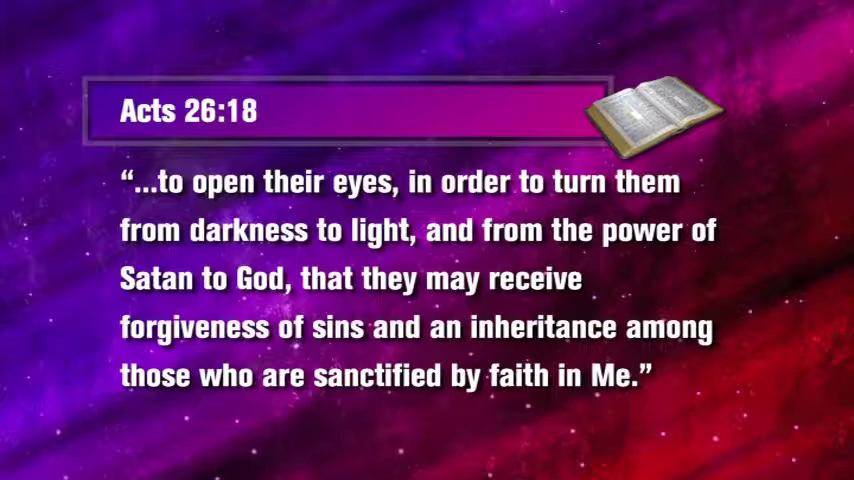 Acts 26:18
“...to open their eyes, in order to turn them
from darkness to light, and from the power of
Satan to God, that they may receive
forgiveness of sins and an inheritance among
those who are sanctified by faith in Me.”